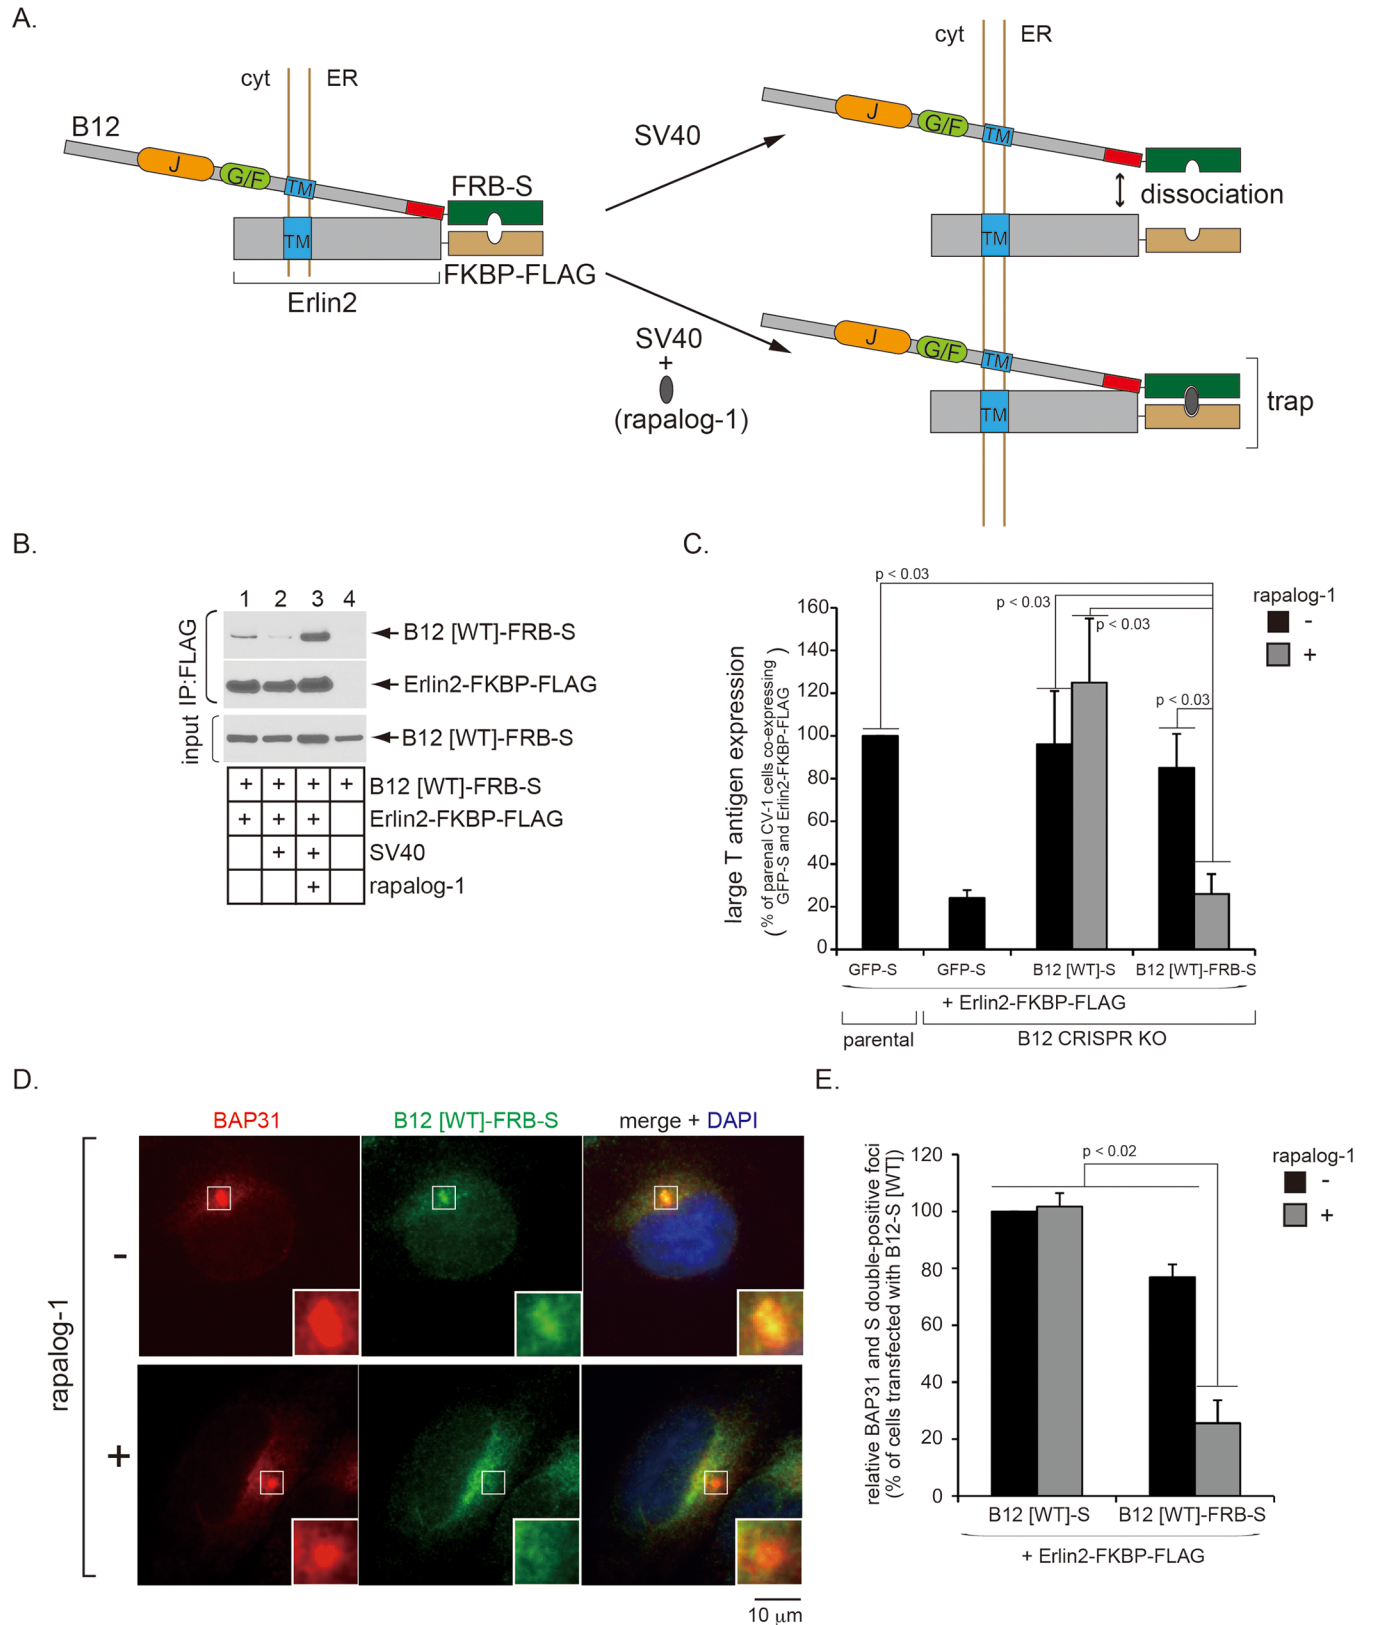 A.
cyt ER
B12
J
G/F
TM
TM
FRB-S
FKBP-FLAG
Erlin2
SV40
SV40
+
(rapalog-1)
cyt ER
J
G/F
TM
TM
dissociation
J
G/F
TM
TM
trap
B.
1 2 3 4
IP:FLAG
B12 [WT]-FRB-S
Erlin2-FKBP-FLAG
input
B12 [WT]-FRB-S
+ + + + B12 [WT]-FRB-S
+ + + Erlin2-FKBP-FLAG
+ + SV40
+ rapalog-1
C.
large T antigen expression
(% of parenal CV-1 cells co-expressing
GFP-S and Erlin2-FKBP-FLAG)
160
140
120
100
80
60
40
20
0
p < 0.03
p < 0.03
p < 0.03
p < 0.03
rapalog-1
-
+
GFP-S GFP-S B12 [WT]-S B12 [WT]-FRB-S
+ Erlin2-FKBP-FLAG
parental B12 CRISPR KO
D.
BAP31 B12 [WT]-FRB-S merge + DAPI
rapalog-1
-
+
10 μm
E.
relative BAP31 and S double-positive foci
(% of cells transfected with B12-S [WT])
120
100
80
60
40
20
0
p < 0.02
rapalog-1
-
+
B12 [WT]-S B12 [WT]-FRB-S
+ Erlin2-FKBP-FLAG